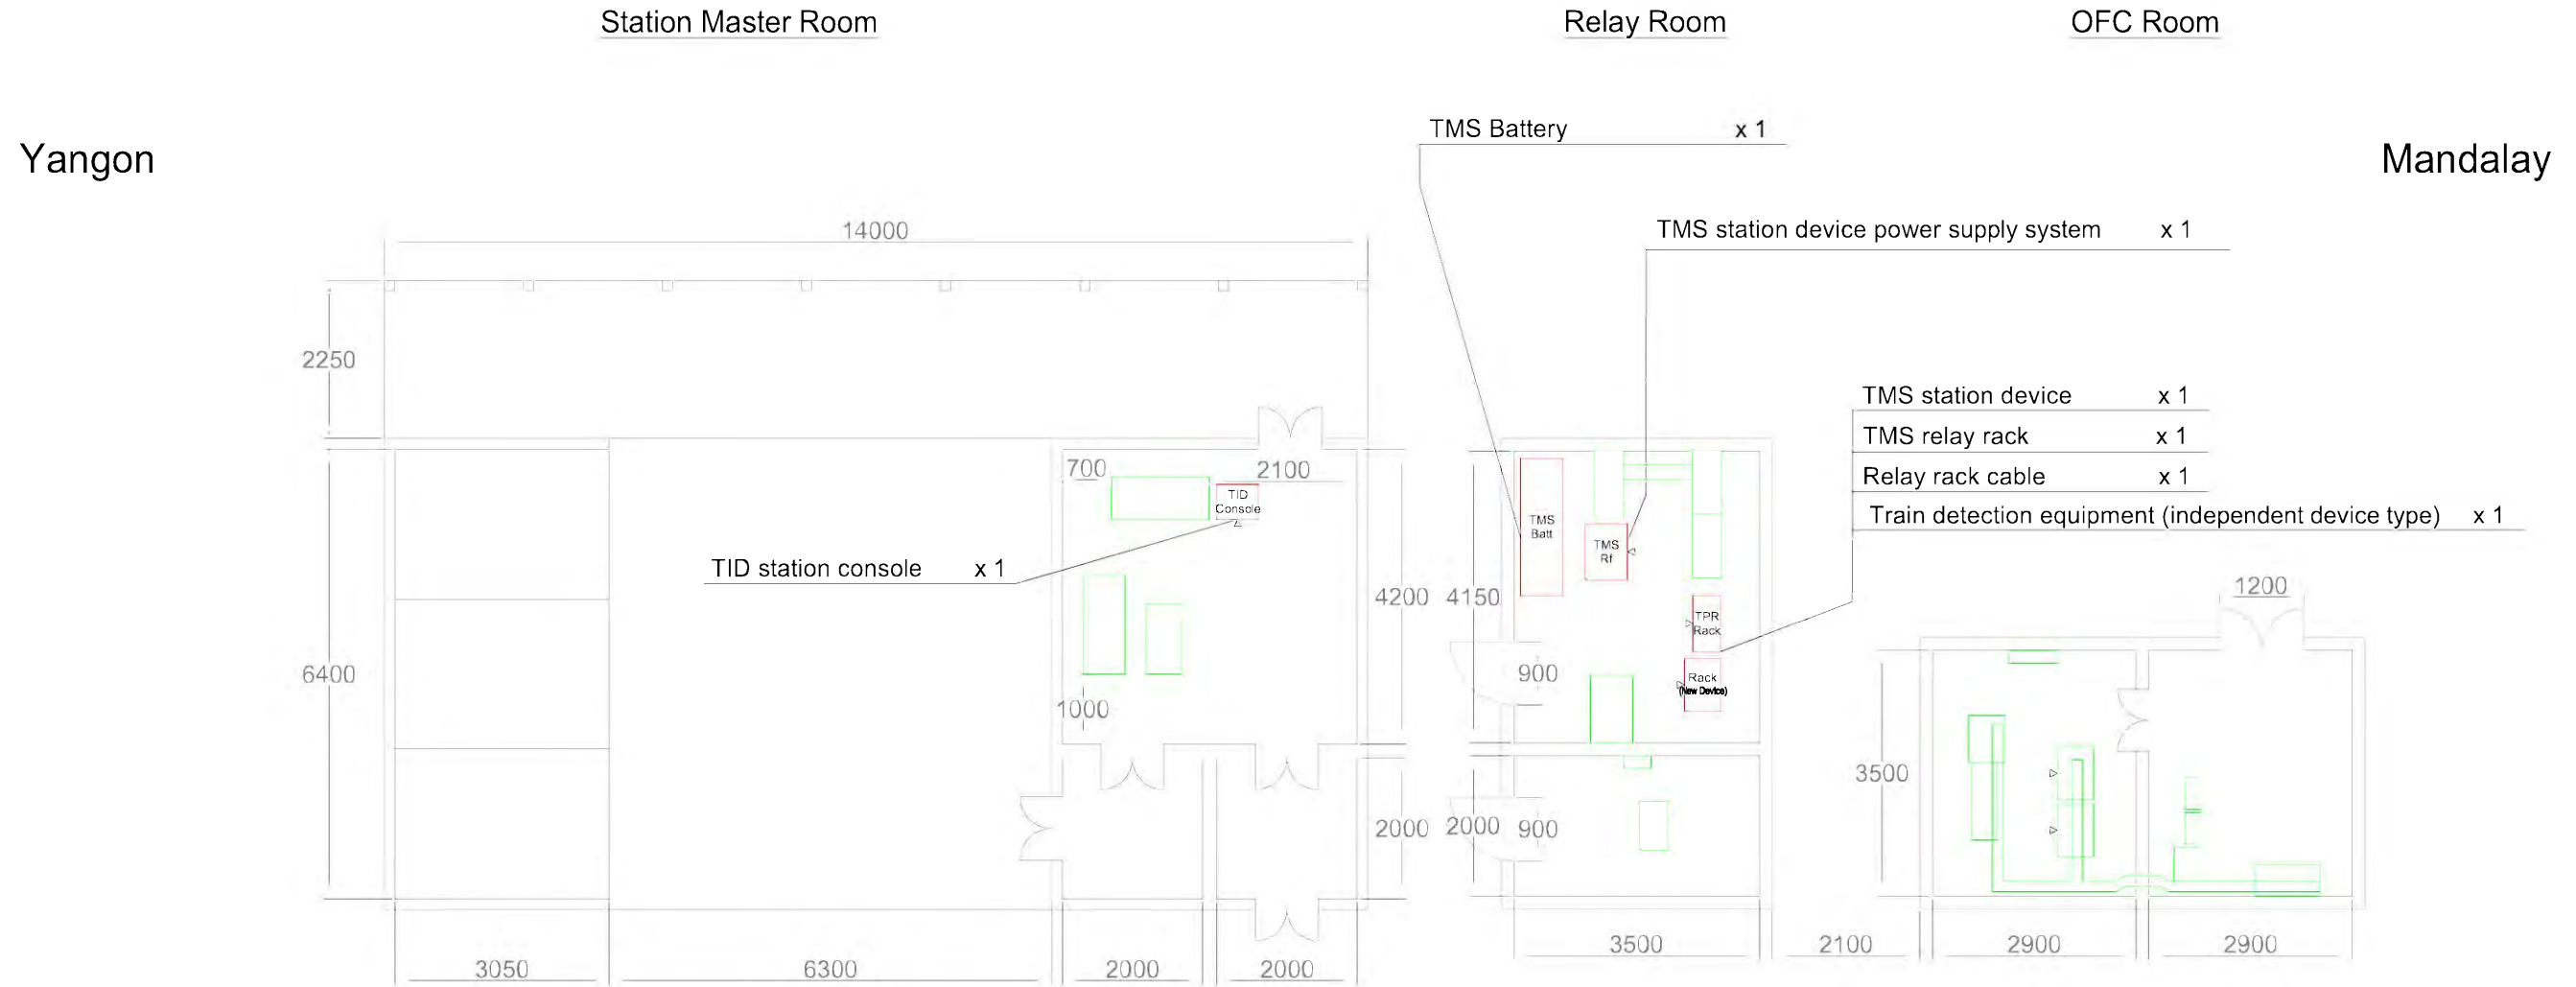 Station Master Room
Relay Room
OFC Room
Yangon
Mandalay
TMS Battery x 1
TMS station device power supply system x 1
14000
2250
TMS station device x 1
TMS relay rack x 1
Relay rack cable x 1
Train detection equipment (independent device type) x 1
700
2100
TID
Console
TID station console x 1
TMS
Batt
TMS
Rf
4200
4150
1200
TPR
Rack
6400
900
Rack
(New Device)
1000
3500
2000
2000
900
3500
2100
2900
2900
3050
6300
2000
2000